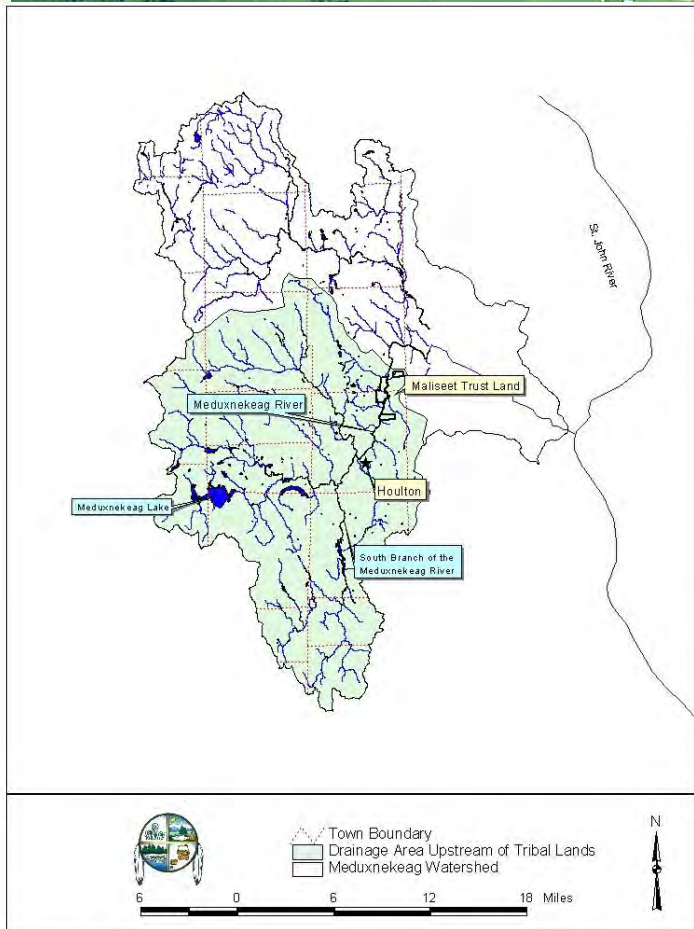 St. John River
Maliseet Trust Land
Meduxnekeag River
Houlton
Meduxnekeag Lake
South Branch of the
Meduxnekeag River
Town Boundary
Drainage Area Upstream of Tribal Lands
Meduxnekeag Watershed
N
6 0 6 12 18 Miles